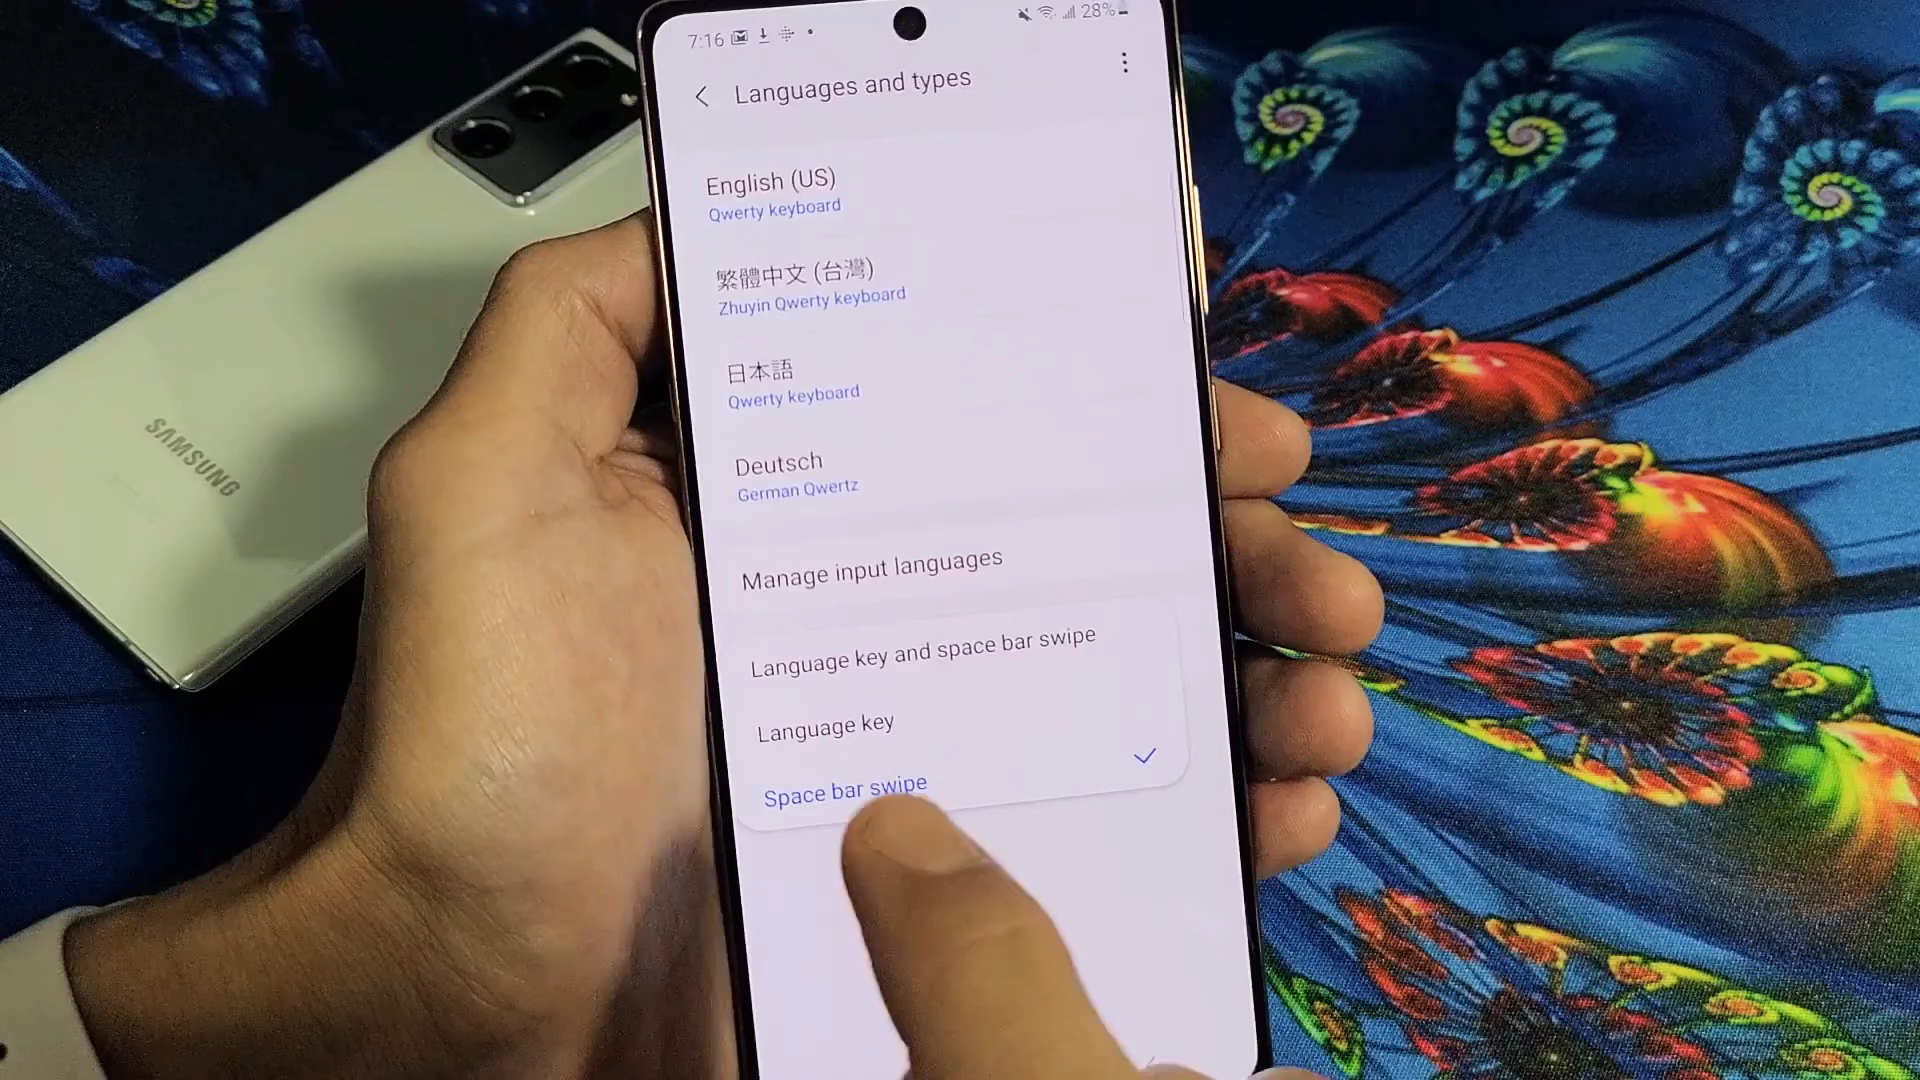 7:16
28%
Languages and types
English (US)
Qwerty keyboard
繁體中文 (台灣)
Zhuyin Qwerty keyboard
日本語
Qwerty keyboard
Deutsch
German Qwertz
Manage input languages
Language key and space bar swipe
Language key
Space bar swipe
SAMSUNG